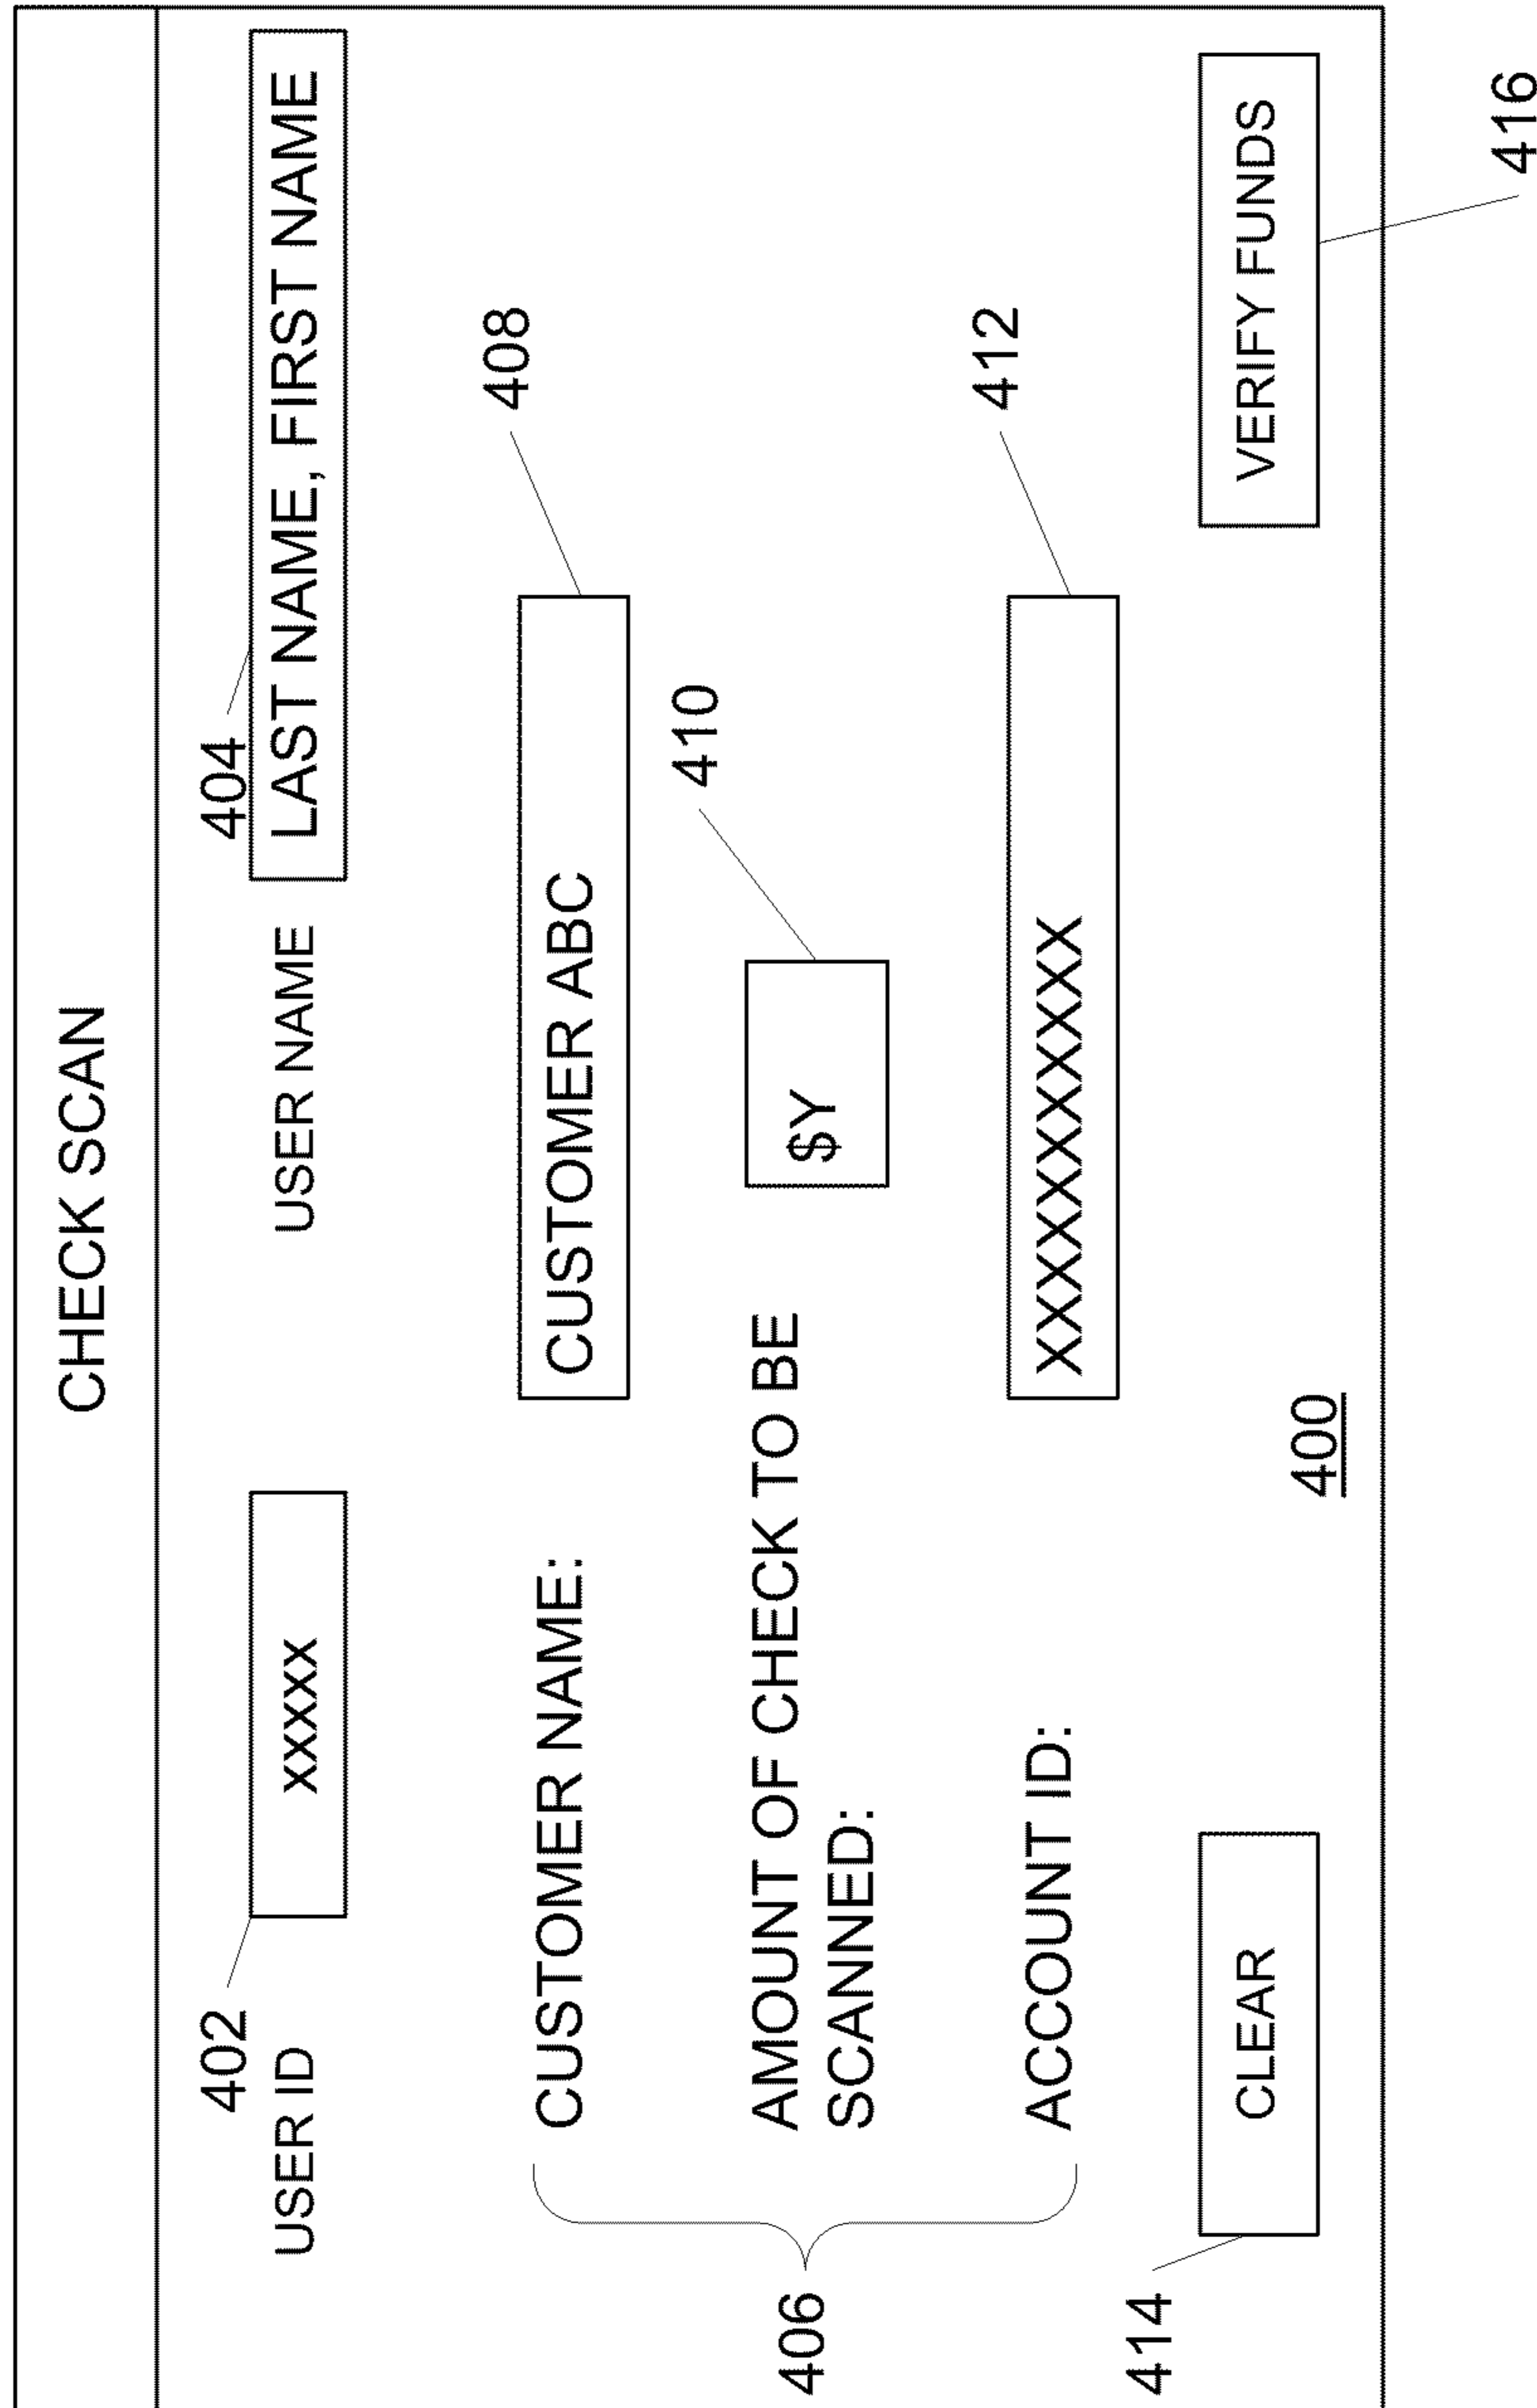 CHECK SCAN
402
404
USER ID
XXXXX
USER NAME
LAST NAME, FIRST NAME
CUSTOMER NAME:
CUSTOMER ABC
408
406
AMOUNT OF CHECK TO BE
SCANNED:
$Y
410
ACCOUNT ID:
XXXXXXXXXXX
412
414
CLEAR
VERIFY FUNDS
400
416